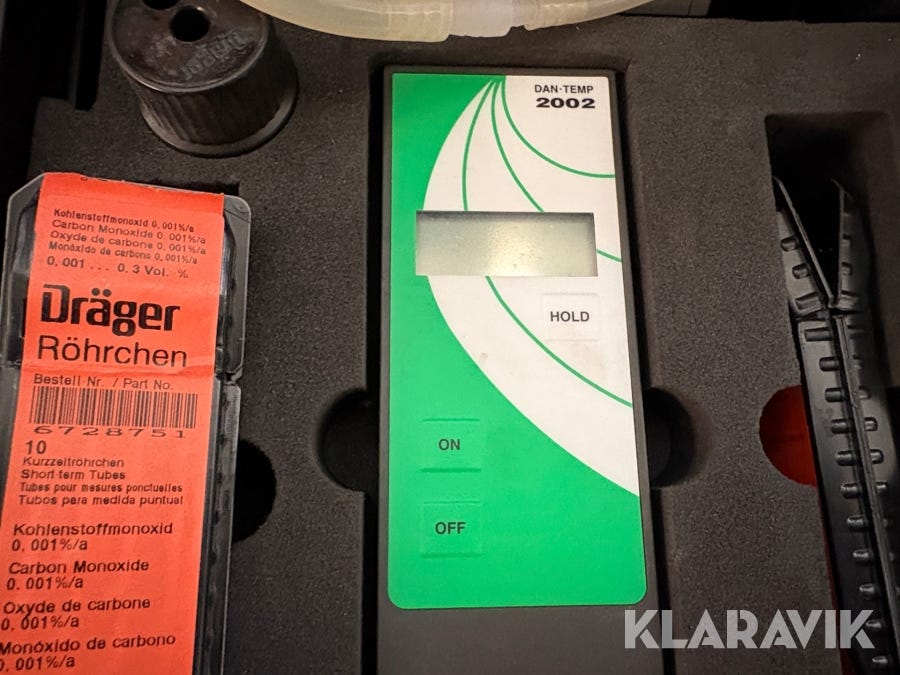 Dräger
DAN·TEMP
2002
HOLD
ON
OFF
Kohlenstoffmonoxid 0,001%/a
Carbon Monoxide 0,001%/a
Oxyde de carbone 0,001%/a
Monóxido de carbono 0,001%/a
0,001 ... 0,3 Vol. %
Dräger
Röhrchen
Bestell Nr. / Part No.
6728751
10
Kurzzeitröhrchen
Short term Tubes
Tubes pour mesures ponctuelles
Tubos para medida puntual
Kohlenstoffmonoxid
0,001%/a
Carbon Monoxide
0,001%/a
Oxyde de carbone
0,001%/a
Monóxido de carbono
0,001%/a
KLARAVIK